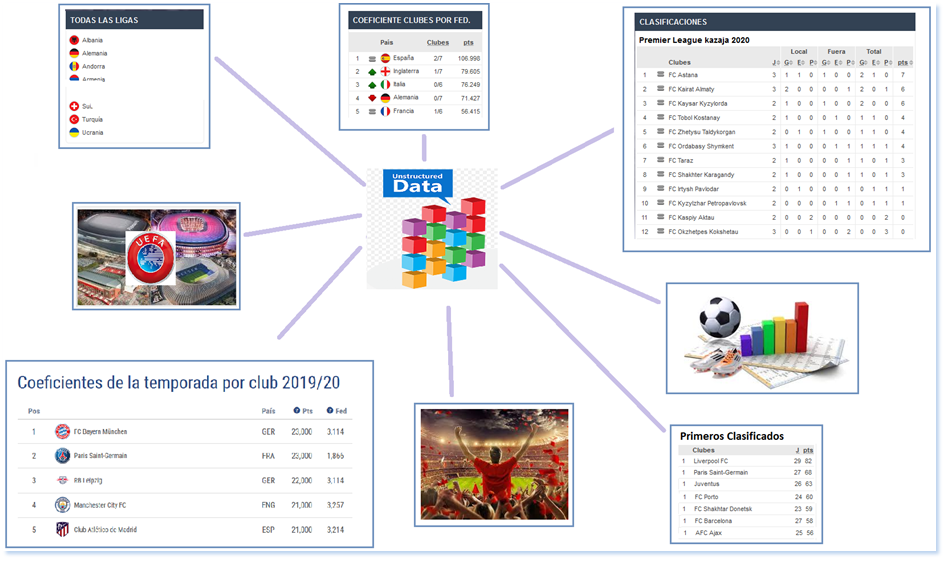 TODAS LAS LIGAS
Albania
Alemania
Andorra
Armenia
Turquía
Ucrania
COEFICIENTE CLUBES POR FED.
País Clubes pts
1 España 2/7 106.998
2 Inglaterra 1/7 79.605
3 Italia 0/6 76.249
4 Alemania 0/7 71.427
5 Francia 1/6 56.415
CLASIFICACIONES
Premier League kazaja 2020
Local Fuera Total
Clubes J G E P G E P G E P pts
1 FC Astana 3 1 1 0 1 0 0 2 1 0 7
2 FC Kairat Almaty 3 2 0 0 0 0 1 2 0 1 6
3 FC Kaysar Kyzylorda 2 1 0 0 1 0 0 2 0 0 6
4 FC Tobol Kostanay 2 1 0 0 0 1 0 1 1 0 4
5 FC Zhetysu Taldykorgan 2 0 1 0 1 0 0 1 1 0 4
6 FC Ordabasy Shymkent 3 1 0 0 0 1 1 1 1 1 4
7 FC Taraz 2 1 0 0 0 0 1 1 0 1 3
8 FC Shakhter Karagandy 2 1 0 0 0 0 1 1 0 1 3
9 FC Irtysh Pavlodar 2 0 1 0 0 0 1 0 1 1 1
10 FC Kyzylzhar Petropavlovsk 2 0 0 0 0 1 1 0 1 1 1
11 FC Kaspiy Aktau 2 0 0 2 0 0 0 0 0 2 0
12 FC Okzhetpes Kokshetau 3 0 0 1 0 0 2 0 0 3 0
Unstructured
Data
UEFA
Coeficientes de la temporada por club 2019/20
Pos País Pts Fed
1 FC Bayern München GER 23,000 3,114
2 Paris Saint-Germain FRA 23,000 1,865
3 RB Leipzig GER 22,000 3,114
4 Manchester City FC ENG 21,000 3,257
5 Club Atlético de Madrid ESP 21,000 3,214
Primeros Clasificados
Clubes J pts
1 Liverpool FC 29 82
1 Paris Saint-Germain 27 68
1 Juventus 26 63
1 FC Porto 24 60
1 FC Shakhtar Donetsk 23 59
1 FC Barcelona 27 58
1 AFC Ajax 25 56